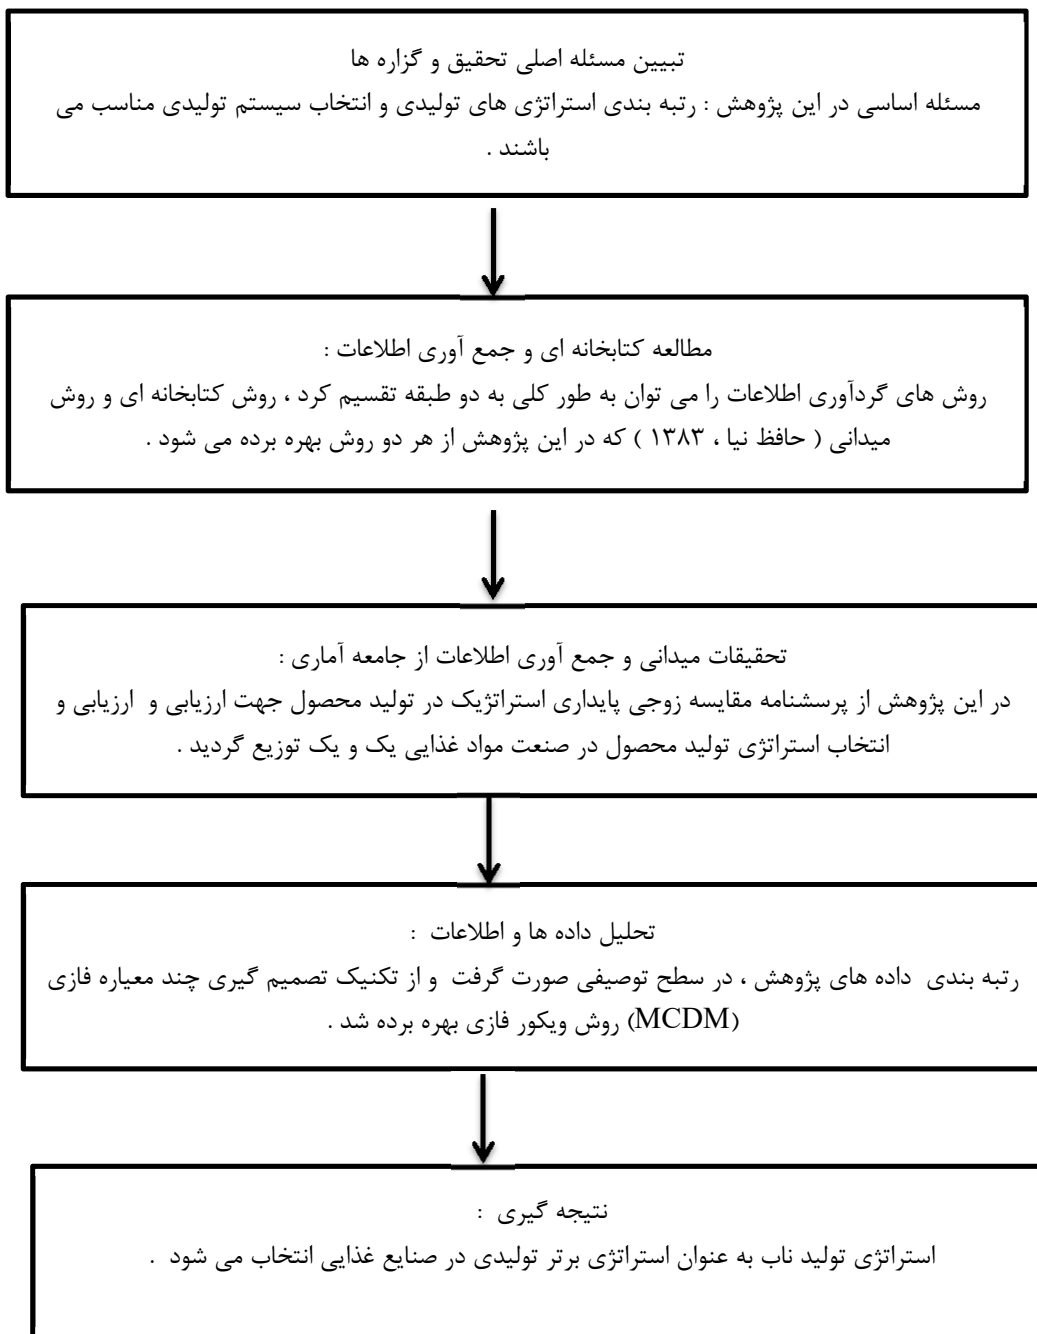 تبیین مسئله اصلی تحقیق و گزاره ها
مسئله اساسی در این پژوهش : رتبه بندی استراتژی های تولیدی و انتخاب سیستم تولیدی مناسب می
باشند .
مطالعه کتابخانه ای و جمع آوری اطلاعات :
روش های گردآوری اطلاعات را می توان به طور کلی به دو طبقه تقسیم کرد ، روش کتابخانه ای و روش
میدانی ( حافظ نیا ، ۱۳۸۳ ) که در این پژوهش از هر دو روش بهره برده می شود .
تحقیقات میدانی و جمع آوری اطلاعات از جامعه آماری :
در این پژوهش از پرسشنامه مقایسه زوجی پایداری استراتژیک در تولید محصول جهت ارزیابی و ارزیابی و
انتخاب استراتژی تولید محصول در صنعت مواد غذایی یک و یک توزیع گردید .
تحلیل داده ها و اطلاعات :
رتبه بندی داده های پژوهش ، در سطح توصیفی صورت گرفت و از تکنیک تصمیم گیری چند معیاره فازی
(MCDM) روش ویکور فازی بهره برده شد .
نتیجه گیری :
استراتژی تولید ناب به عنوان استراتژی برتر تولیدی در صنایع غذایی انتخاب می شود .